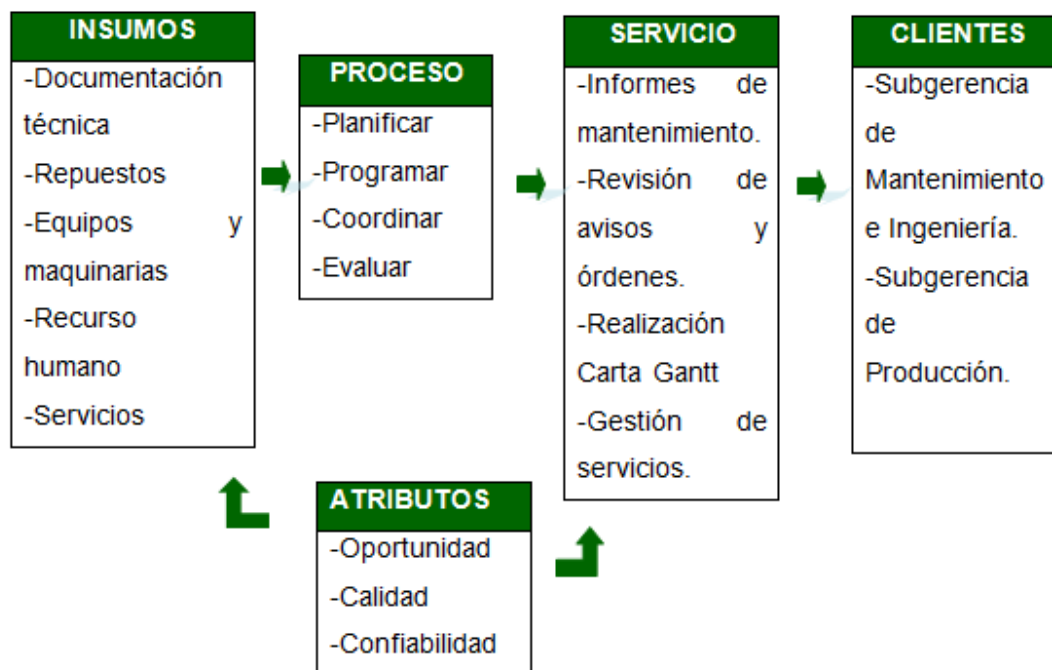 INSUMOS
-Documentación
técnica
-Repuestos
-Equipos y
maquinarias
-Recurso
humano
-Servicios
PROCESO
-Planificar
-Programar
-Coordinar
-Evaluar
SERVICIO
-Informes de
mantenimiento.
-Revisión de
avisos y
órdenes.
-Realización
Carta Gantt
-Gestión de
servicios.
CLIENTES
-Subgerencia
de
Mantenimiento
e Ingeniería.
-Subgerencia
de
Producción.
ATRIBUTOS
-Oportunidad
-Calidad
-Confiabilidad